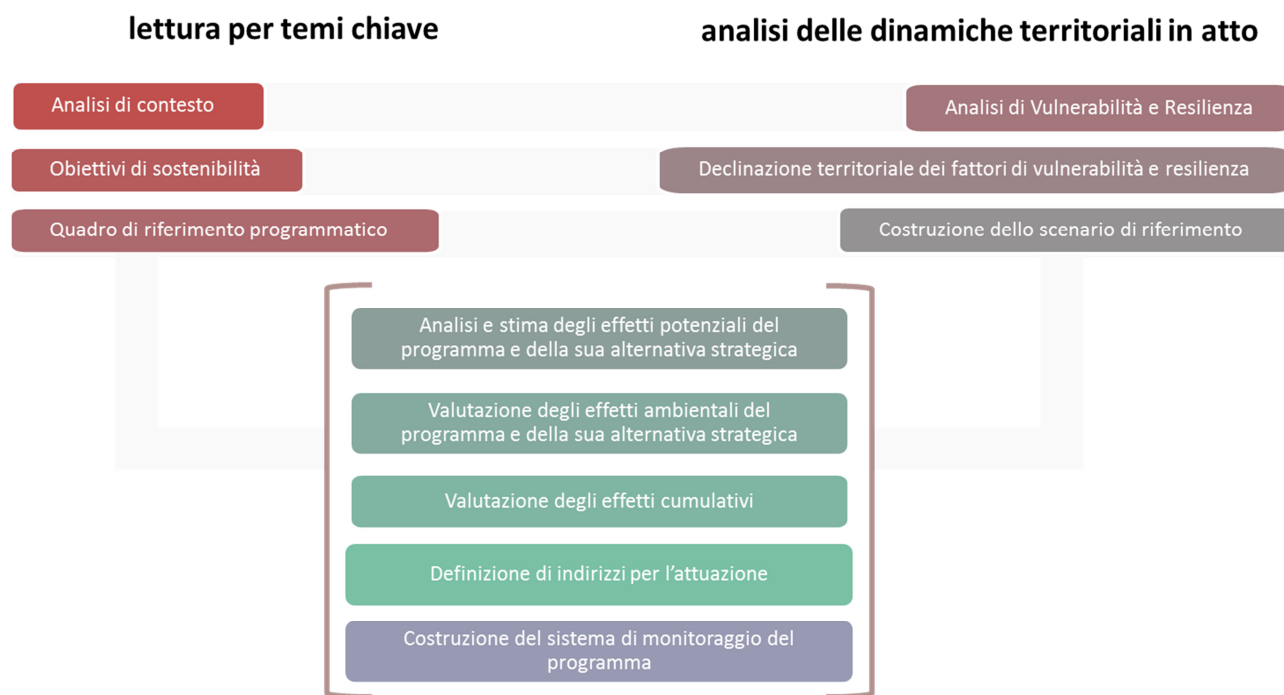 lettura per temi chiave
analisi delle dinamiche territoriali in atto
Analisi di contesto
Analisi di Vulnerabilità e Resilienza
Obiettivi di sostenibilità
Declinazione territoriale dei fattori di vulnerabilità e resilienza
Quadro di riferimento programmatico
Costruzione dello scenario di riferimento
Analisi e stima degli effetti potenziali del
programma e della sua alternativa strategica
Valutazione degli effetti ambientali del
programma e della sua alternativa strategica
Valutazione degli effetti cumulativi
Definizione di indirizzi per l'attuazione
Costruzione del sistema di monitoraggio del
programma